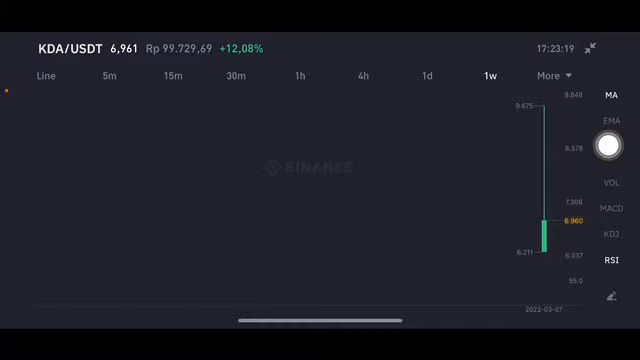 KDA/USDT 6,961 Rp 99.729,69 +12,08% 17:23:19
Line 5m 15m 30m 1h 4h 1d 1w More
9.848
MA
9.675
EMA
8.578
BINANCE
VOL
7.308
MACD
6.960
KDJ
6.211
6.037
RSI
95.0
2022-03-07